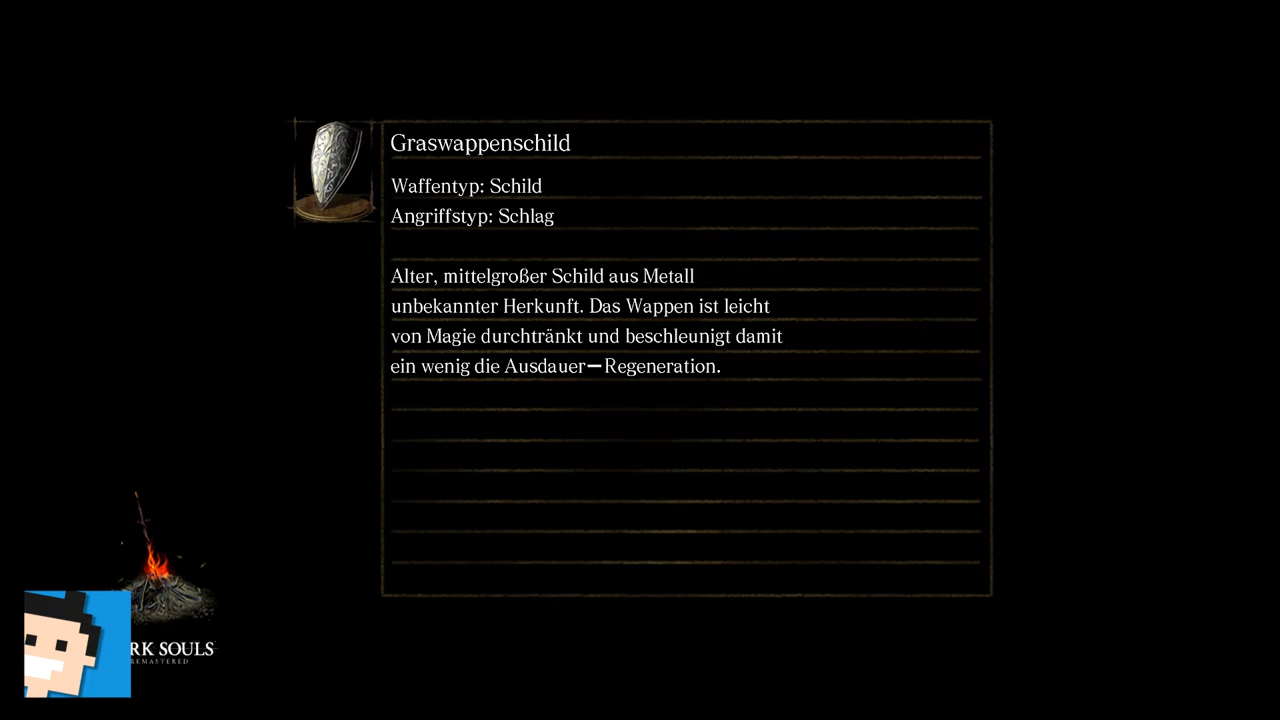 Graswappenschild
Waffentyp: Schild
Angriffstyp: Schlag
Alter, mittelgroßer Schild aus Metall
unbekannter Herkunft. Das Wappen ist leicht
von Magie durchtränkt und beschleunigt damit
ein wenig die Ausdauer—Regeneration.
RK SOULS
REMASTERED